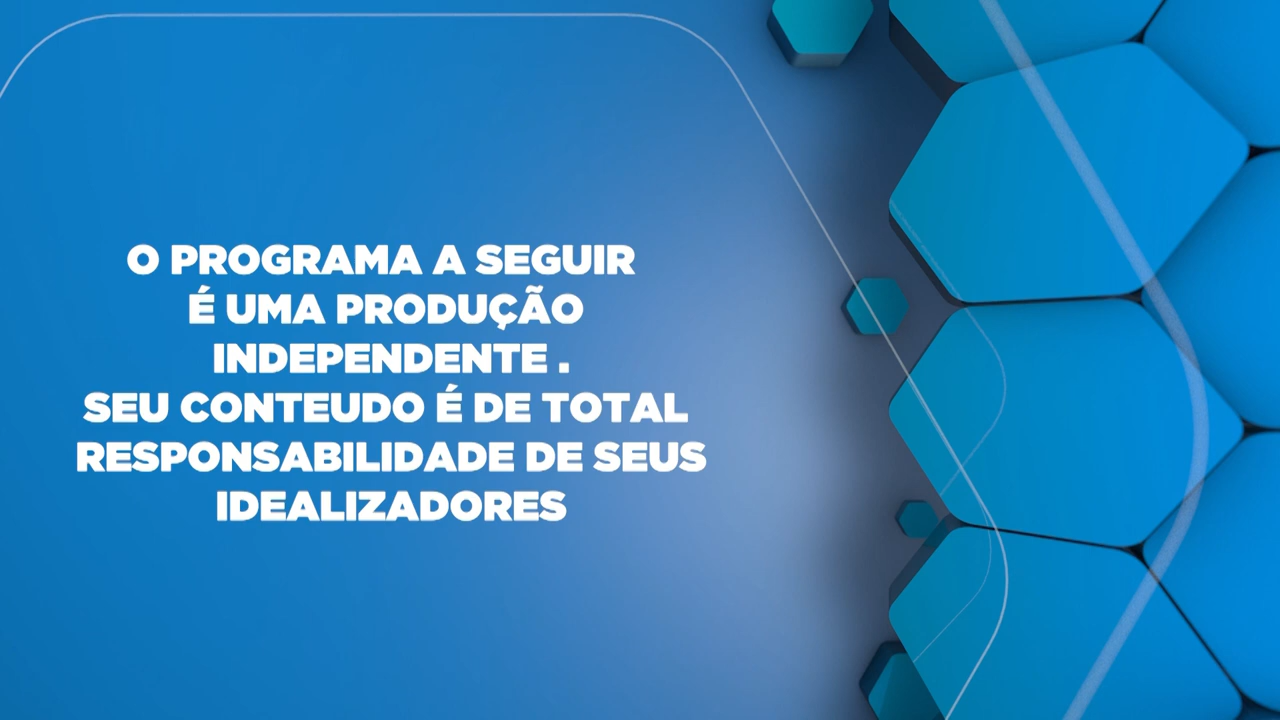 O PROGRAMA A SEGUIR
É UMA PRODUÇÃO
INDEPENDENTE .
SEU CONTEUDO É DE TOTAL
RESPONSABILIDADE DE SEUS
IDEALIZADORES